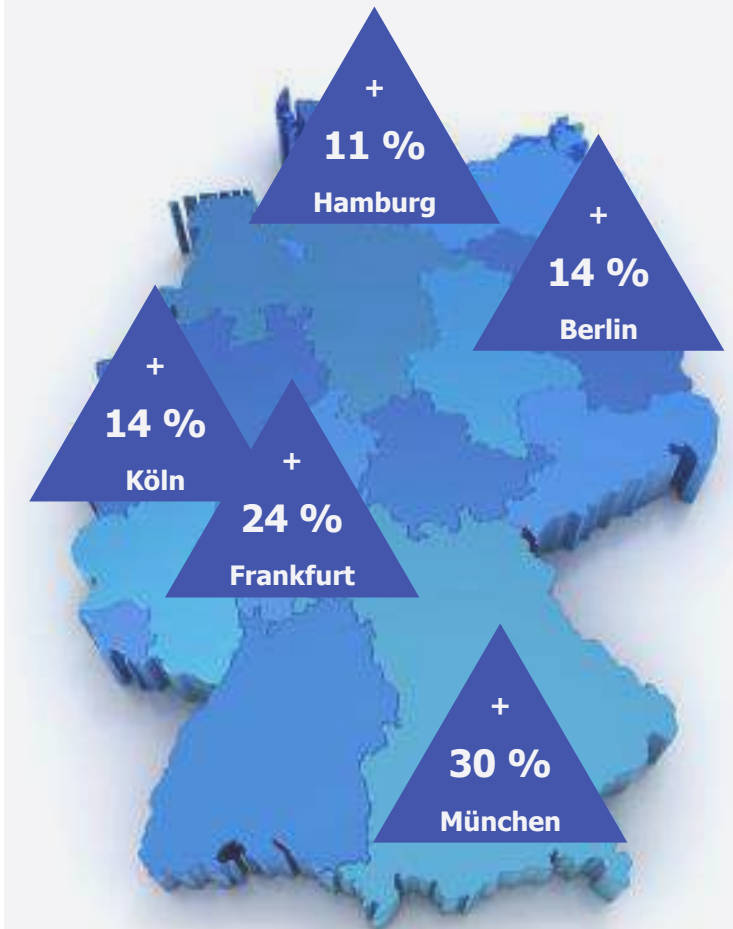 +
11 %
Hamburg
+
14 %
Berlin
+
14 %
Köln
+
24 %
Frankfurt
+
30 %
München